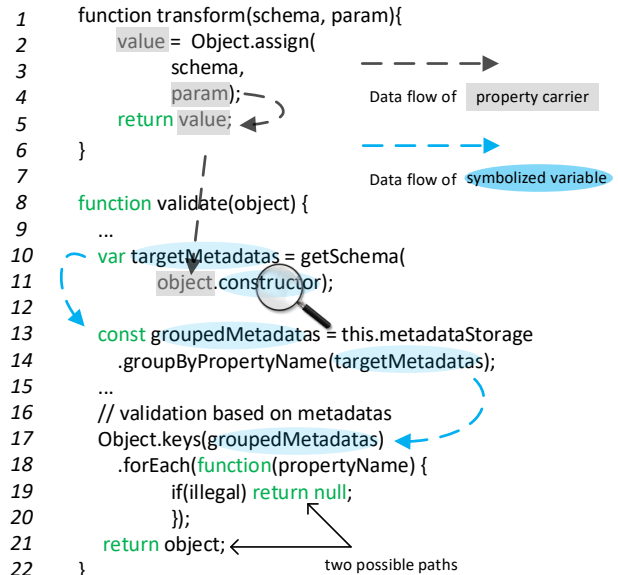 1 function transform(schema, param){
2 value = Object.assign(
3 schema,
4 param);
5 return value;
6 }
7
8 function validate(object) {
9 ...
10 var targetMetadatas = getSchema(
11 object.constructor);
12
13 const groupedMetadatas = this.metadataStorage
14 .groupByPropertyName(targetMetadatas);
15 ...
16 // validation based on metadatas
17 Object.keys(groupedMetadatas)
18 .forEach(function(propertyName) {
19 if(illegal) return null;
20 });
21 return object;
22 }
Data flow of property carrier
Data flow of symbolized variable
two possible paths